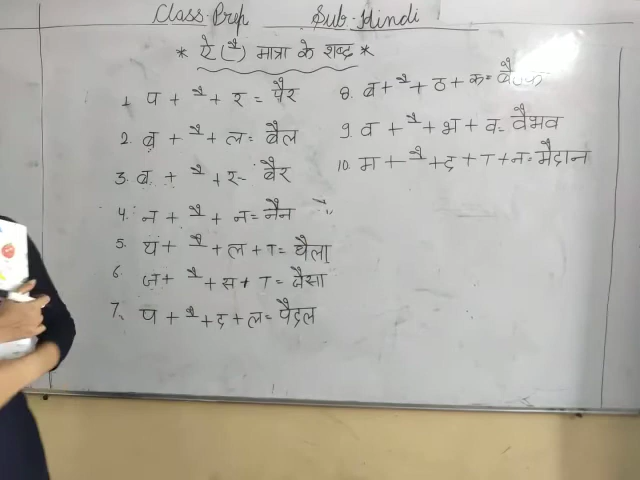 Class-Prep Sub-Hindi
* ऐ (ै) मात्रा के शब्द *
1. प + ै + र = पैर
2. ब + ै + ल = बैल
3. ब + ै + र = बैर
4. न + ै + न = नैन
5. थ + ै + ल + ा = थैला
6. ज + ै + स + ा = जैसा
7. प + ै + द + ल = पैदल
8. ब + ै + ठ + क = बैठक
9. व + ै + भ + व = वैभव
10. म + ै + द + ा + न = मैदान